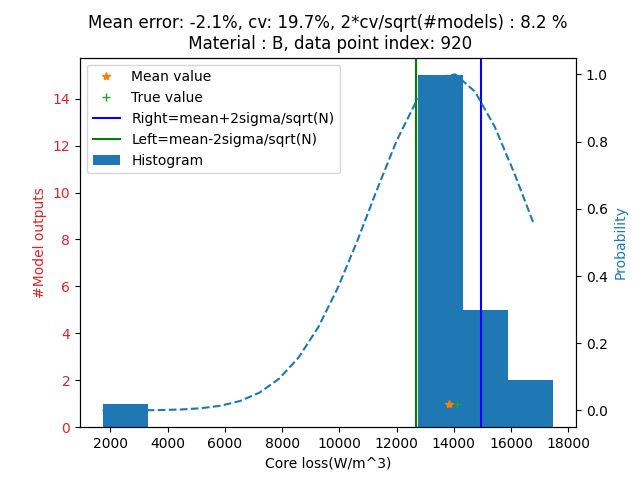 Mean error: -2.1%, cv: 19.7%, 2*cv/sqrt(#models) : 8.2 %
Material : B, data point index: 920
Mean value
True value
Right=mean+2sigma/sqrt(N)
Left=mean-2sigma/sqrt(N)
Histogram
#Model outputs
14
12
10
8
6
4
2
0
1.0
0.8
0.6
0.4
0.2
0.0
Probability
2000 4000 6000 8000 10000 12000 14000 16000 18000
Core loss(W/m^3)